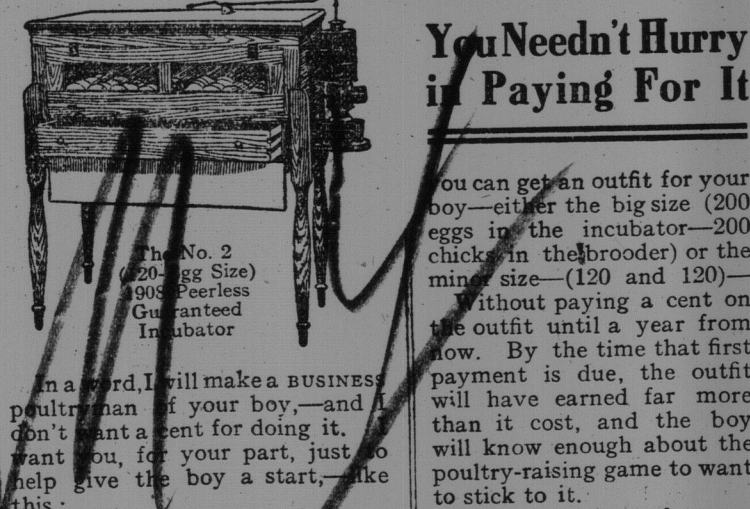 The No. 2
(120-Egg Size)
1908 Peerless
Guaranteed
Incubator
In a word, I will make a BUSINESS
poultryman of your boy,—and I
don't want a cent for doing it. I
want you, for your part, just to
help give the boy a start,—like
this:
You Needn't Hurry
in Paying For It
You can get an outfit for your
boy—either the big size (200
eggs in the incubator—200
chicks in the brooder) or the
minor size—(120 and 120)—
Without paying a cent on
the outfit until a year from
now. By the time that first
payment is due, the outfit
will have earned far more
than it cost, and the boy
will know enough about the
poultry-raising game to want
to stick to it.